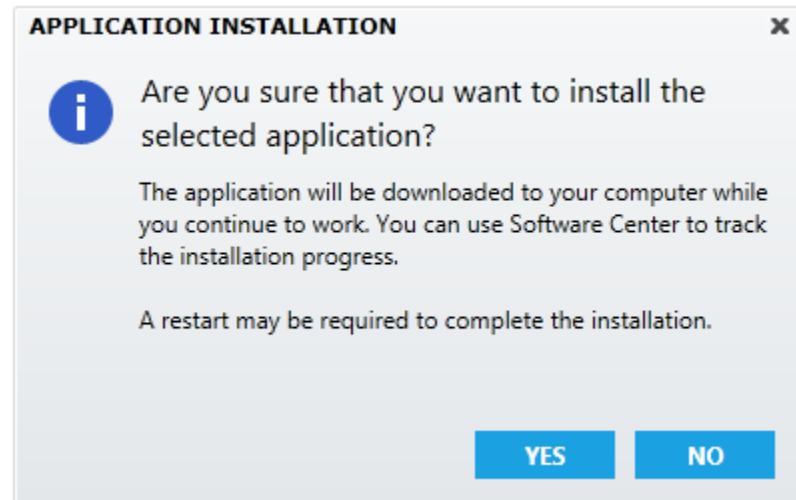 APPLICATION INSTALLATION
Are you sure that you want to install the
selected application?
The application will be downloaded to your computer while
you continue to work. You can use Software Center to track
the installation progress.
A restart may be required to complete the installation.
YES NO